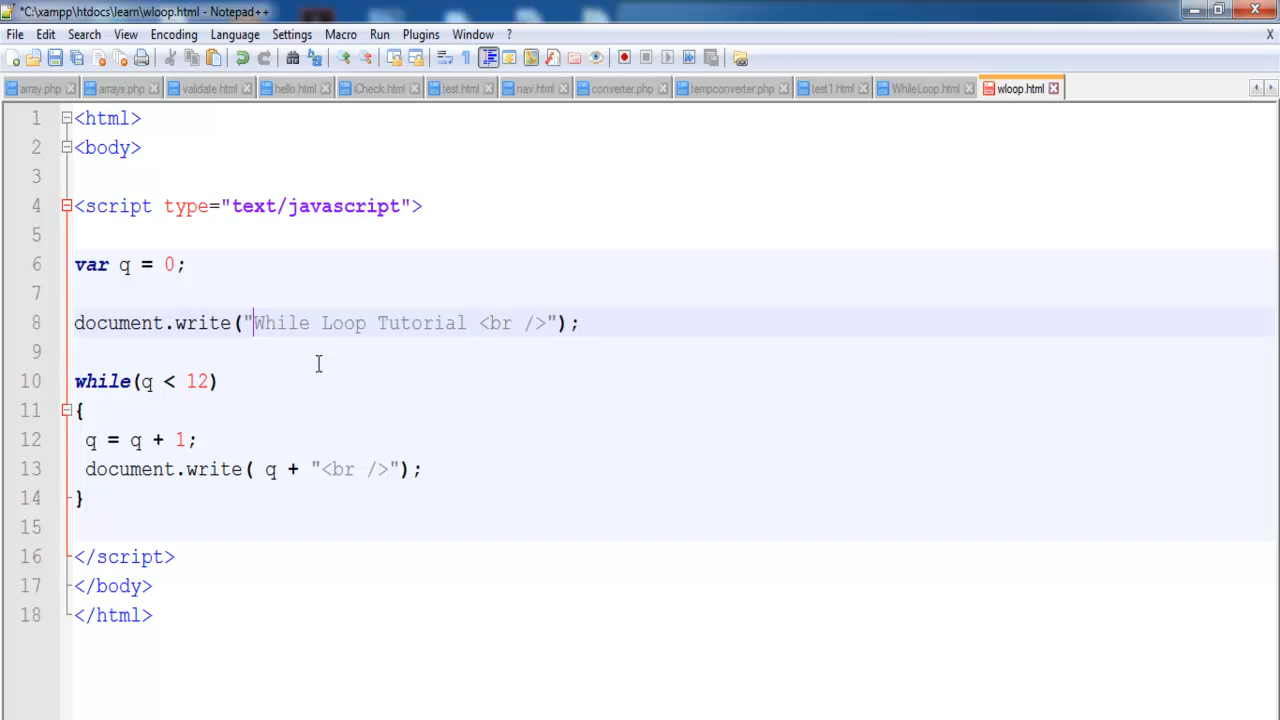 *C:\xampp\htdocs\learn\wloop.html - Notepad++
File Edit Search View Encoding Language Settings Macro Run Plugins Window ? X
array.php arrays.php validate.html hello.html iCheck.html test.html nav.html converter.php tempconverter.php test1.html WhileLoop.html wloop.html
1 <html>
2 <body>
3
4 <script type="text/javascript">
5
6 var q = 0;
7
8 document.write("While Loop Tutorial <br />");
9
10 while(q < 12)
11 {
12 q = q + 1;
13 document.write( q + "<br />");
14 }
15
16 </script>
17 </body>
18 </html>